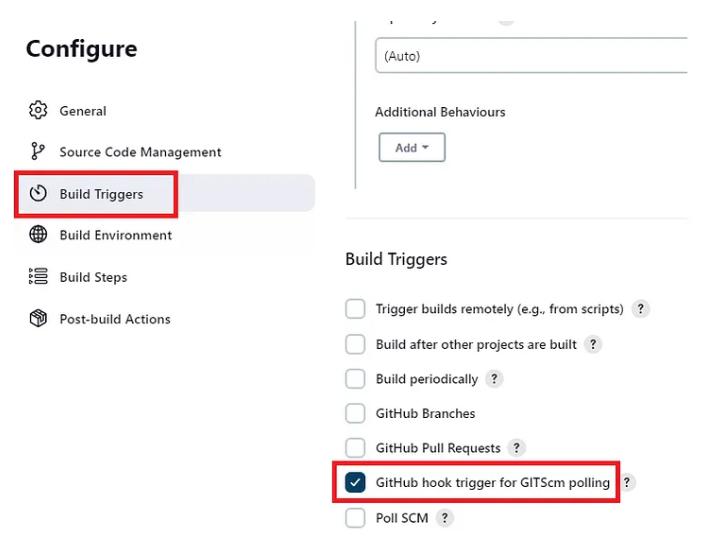 Configure
General
Source Code Management
Build Triggers
Build Environment
Build Steps
Post-build Actions
(Auto)
Additional Behaviours
Add
Build Triggers
Trigger builds remotely (e.g., from scripts) ?
Build after other projects are built ?
Build periodically ?
GitHub Branches
GitHub Pull Requests ?
GitHub hook trigger for GITScm polling ?
Poll SCM ?